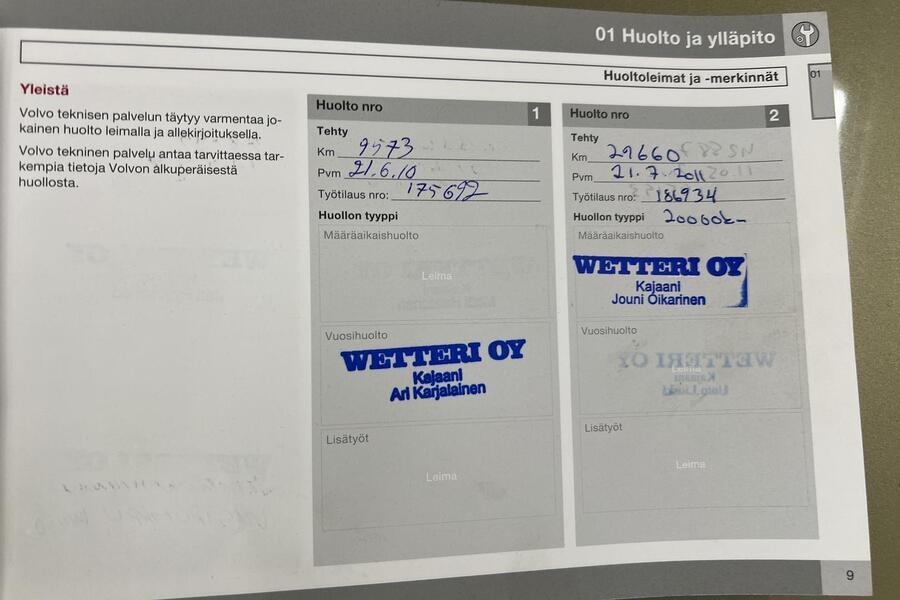 01 Huolto ja ylläpito
Huoltoleimat ja -merkinnät
01
Yleistä
Volvo teknisen palvelun täytyy varmentaa jo-
kainen huolto leimalla ja allekirjoituksella.
Volvo tekninen palvelu antaa tarvittaessa tar-
kempia tietoja Volvon alkuperäisestä
huollosta.
Huolto nro 1
Tehty
Km 9573
Pvm 21.6.10
Työtilaus nro: 175692
Huollon tyyppi
Määräaikaishuolto
Leima
Vuosihuolto
WETTERI OY
Kajaani
Ari Karjalainen
Lisätyöt
Leima
Huolto nro 2
Tehty
Km 29660
Pvm 21.7.2011
Työtilaus nro: 186934
Huollon tyyppi 20000k-
Määräaikaishuolto
WETTERI OY
Kajaani
Jouni Oikarinen
Vuosihuolto
Leima
Lisätyöt
Leima
9